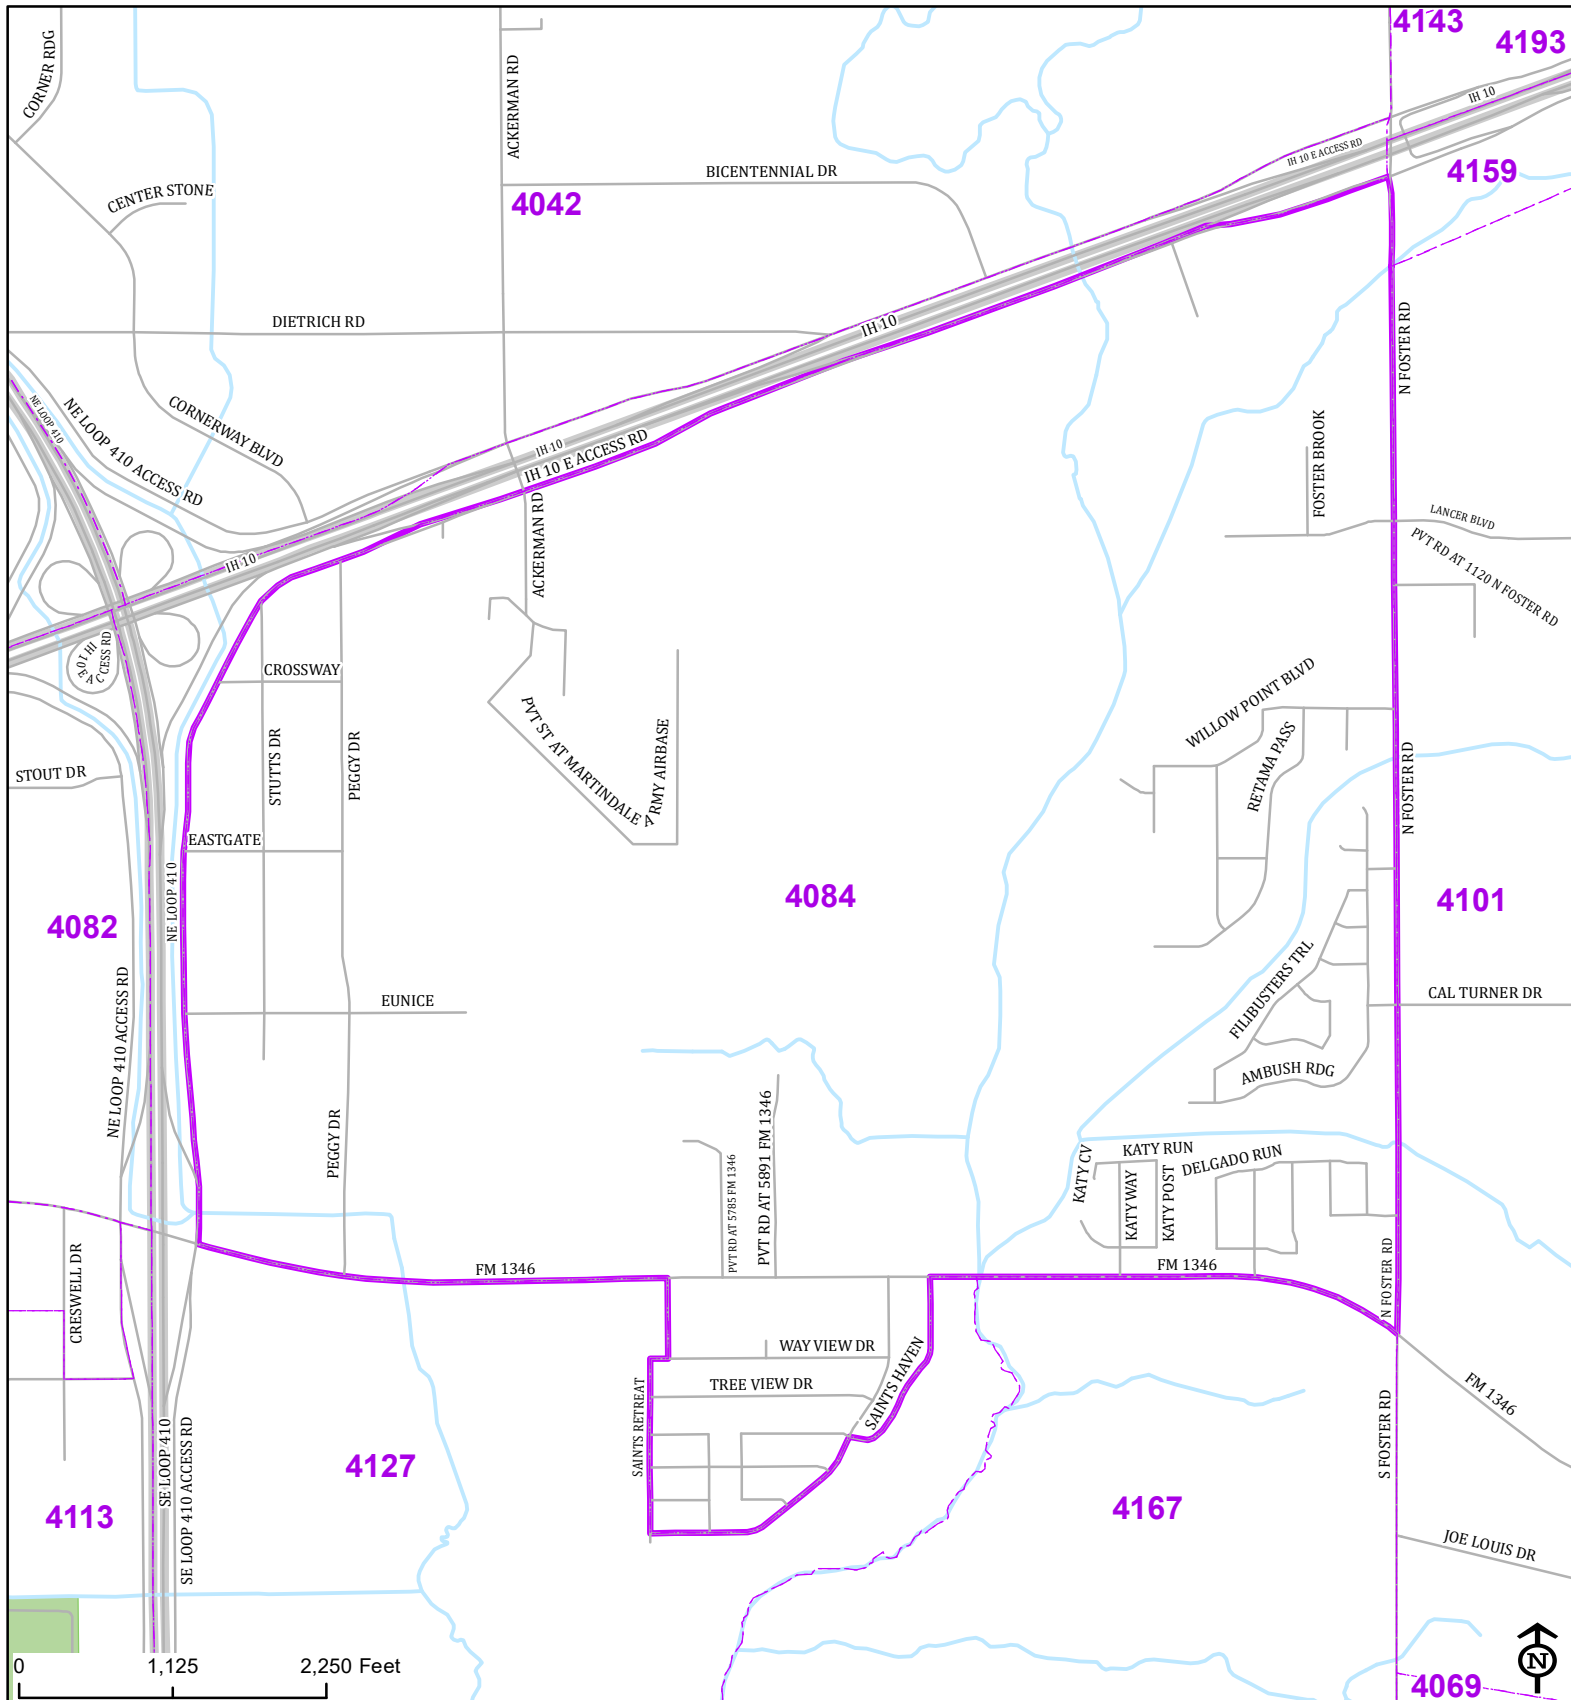 4143
4193
CORNER RDG
ACKERMAN RD
IH 10
IH 10 E ACCESS RD
4159
BICENTENNIAL DR
CENTER STONE
4042
DIETRICH RD
IH 10
N FOSTER RD
NE LOOP 410
NE LOOP 410 ACCESS RD
CORNERWAY BLVD
IH 10
IH 10 E ACCESS RD
FOSTER BROOK
LANCER BLVD
PVT RD AT 1120 N FOSTER RD
ACKERMAN RD
IH 10
IH 10 E ACCESS RD
CROSSWAY
WILLOW POINT BLVD
RETAMA PASS
STUTTS DR
PEGGY DR
PVT ST AT MARTINDALE ARMY AIRBASE
STOUT DR
N FOSTER RD
EASTGATE
NE LOOP 410
4082
4084
4101
FILIBUSTERS TRL
NE LOOP 410 ACCESS RD
EUNICE
CAL TURNER DR
AMBUSH RDG
PEGGY DR
PVT RD AT 5785 FM 1346
PVT RD AT 5891 FM 1346
KATY CV
KATY RUN
KATY WAY
KATY POST
DELGADO RUN
CRESWELL DR
FM 1346
FM 1346
N FOSTER RD
WAY VIEW DR
TREE VIEW DR
SAINTS HAVEN
SAINTS RETREAT
FM 1346
S FOSTER RD
SE LOOP 410
SE LOOP 410 ACCESS RD
4127
4113
4167
JOE LOUIS DR
0
1,125
2,250 Feet
N
4069